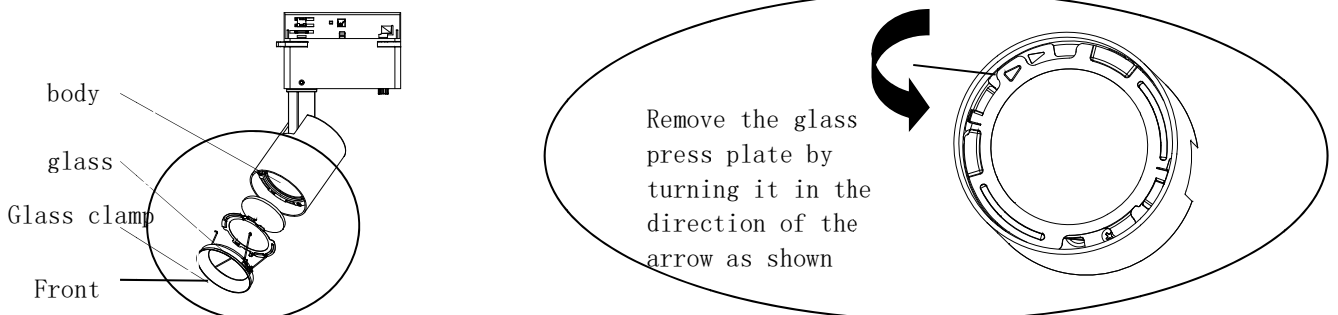 body
glass
Glass clamp
Front
Remove the glass
press plate by
turning it in the
direction of the
arrow as shown